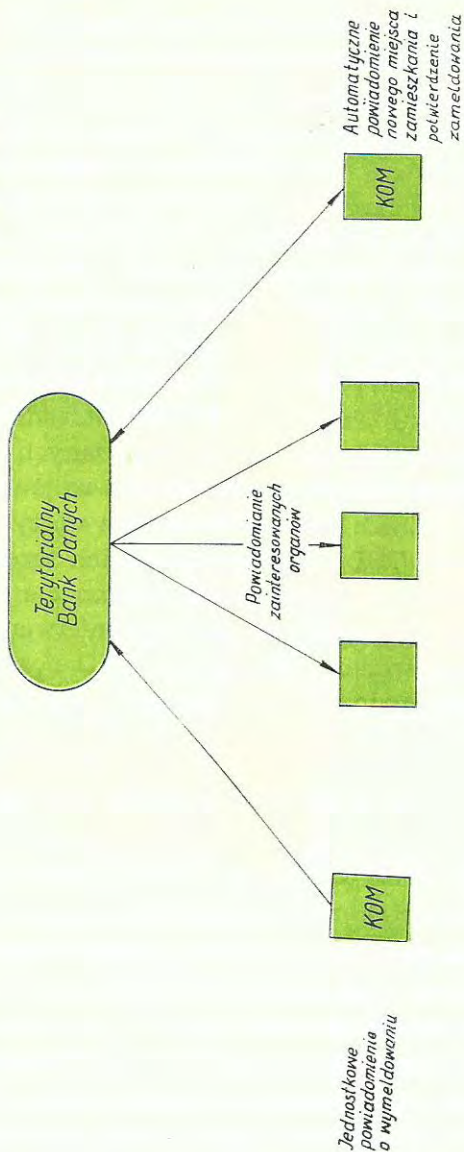 Terytorialny
Bank Danych
Powiadomianie
zainteresowanych
organów
Jednostkowe
powiadomienie
o wymeldowaniu
KOM
KOM
Automatyczne
powiadomienie
nowego miejsca
zamieszkania i
potwierdzenie
zameldowania